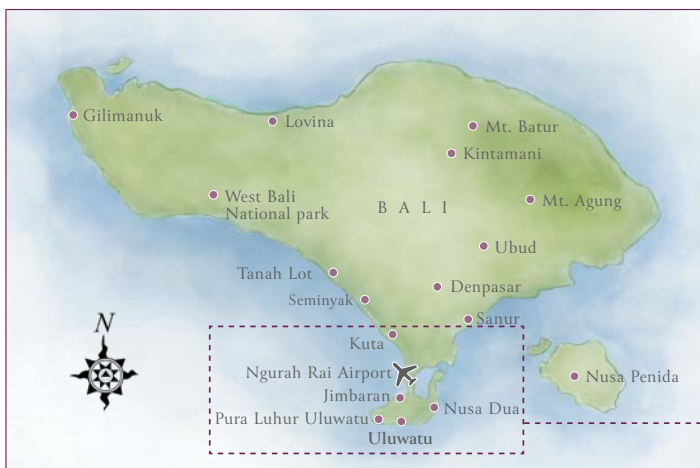 Gilimanuk
Lovina
Mt. Batur
Kintamani
West Bali
National park
BALI
Mt. Agung
Ubud
Tanah Lot
Denpasar
Seminyak
Sanur
N
Kuta
Ngurah Rai Airport
Nusa Penida
Jimbaran
Nusa Dua
Pura Luhur Uluwatu
Uluwatu